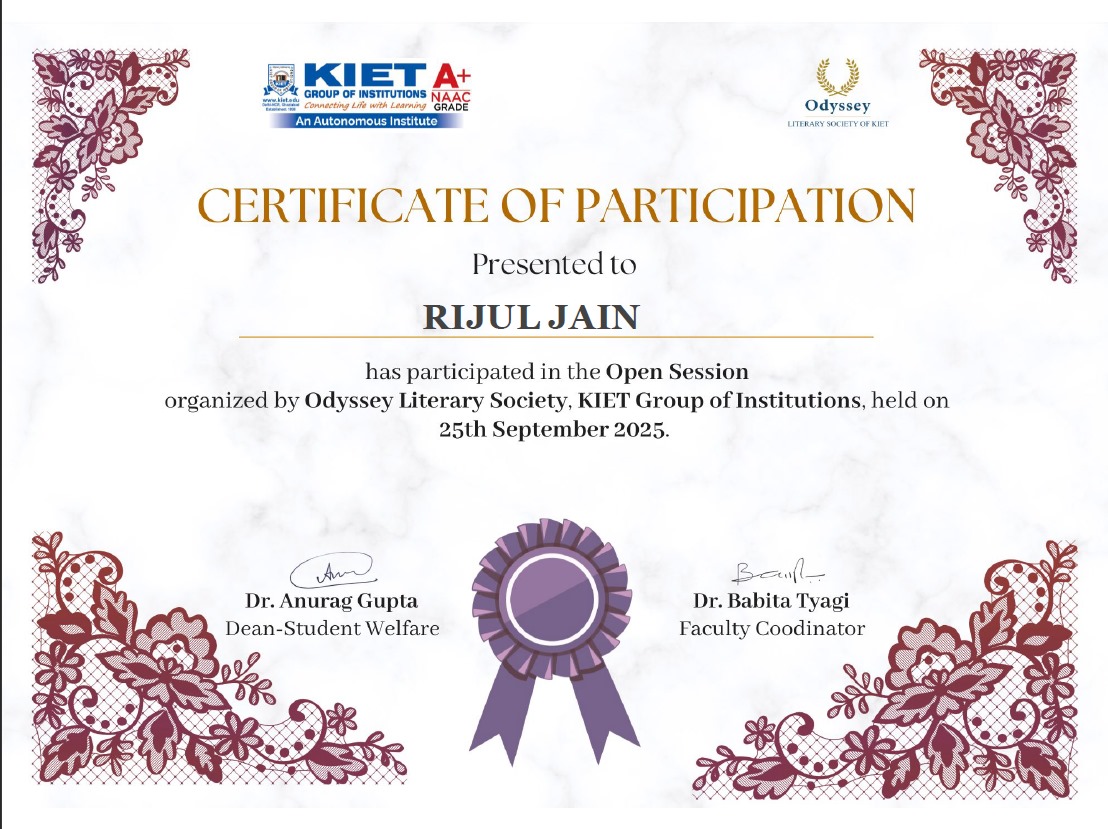 KIET A+
GROUP OF INSTITUTIONS NAAC
Connecting Life with Learning GRADE
www.kiet.edu
An Autonomous Institute
Odyssey
LITERARY SOCIETY OF KIET
CERTIFICATE OF PARTICIPATION
Presented to
RIJUL JAIN
has participated in the Open Session
organized by Odyssey Literary Society, KIET Group of Institutions, held on
25th September 2025.
Dr. Anurag Gupta
Dean-Student Welfare
Dr. Babita Tyagi
Faculty Coodinator